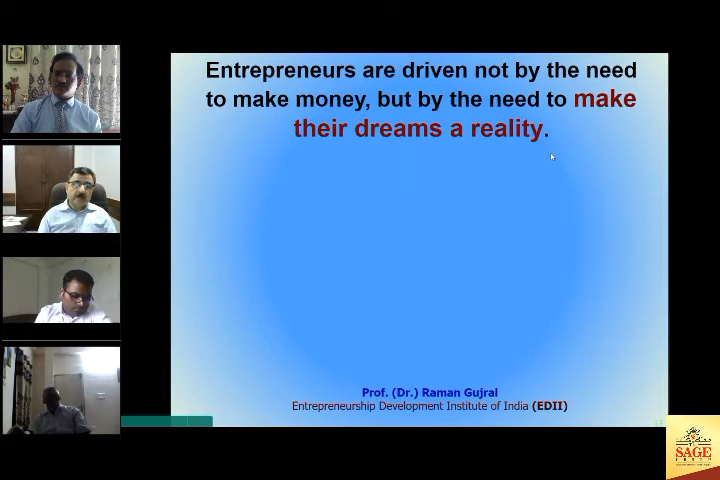 Entrepreneurs are driven not by the need
to make money, but by the need to make
their dreams a reality.
Prof. (Dr.) Raman Gujral
Entrepreneurship Development Institute of India (EDII)
SAGE